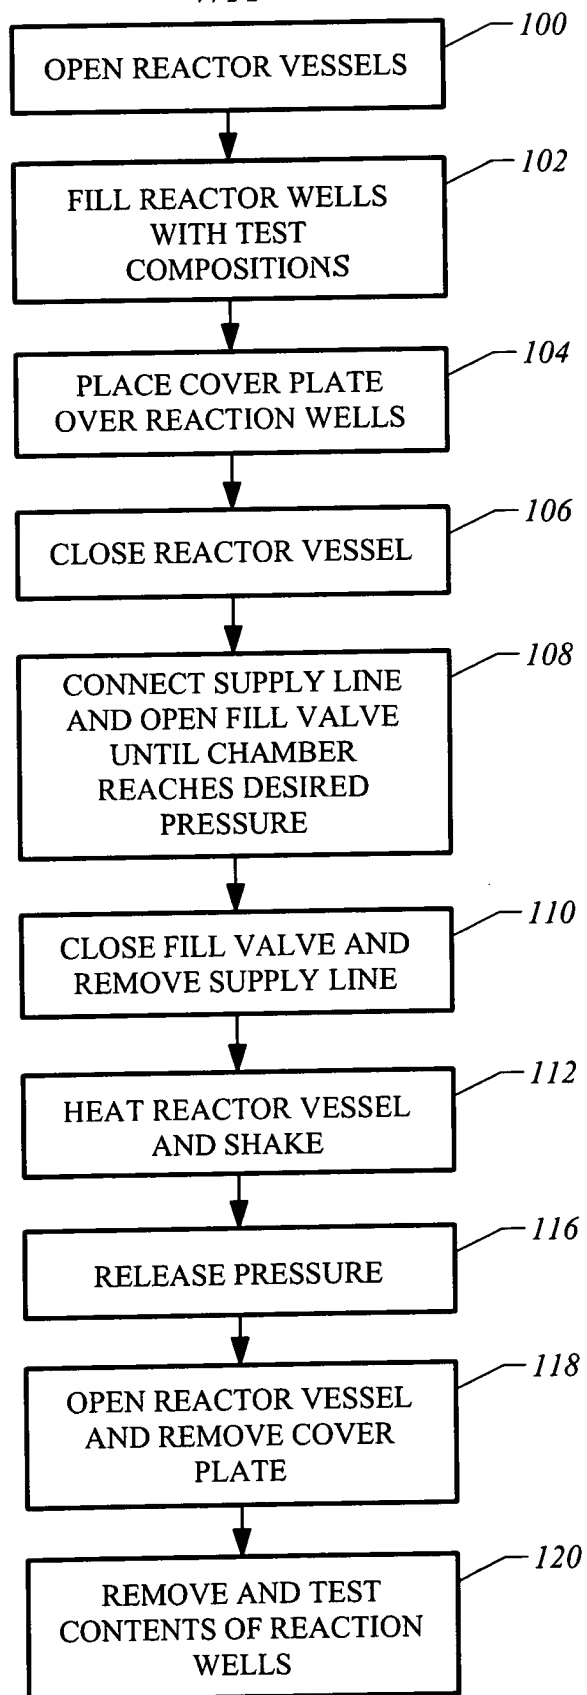 100
OPEN REACTOR VESSELS
102
FILL REACTOR WELLS
WITH TEST
COMPOSITIONS
104
PLACE COVER PLATE
OVER REACTION WELLS
106
CLOSE REACTOR VESSEL
108
CONNECT SUPPLY LINE
AND OPEN FILL VALVE
UNTIL CHAMBER
REACHES DESIRED
PRESSURE
110
CLOSE FILL VALVE AND
REMOVE SUPPLY LINE
112
HEAT REACTOR VESSEL
AND SHAKE
116
RELEASE PRESSURE
118
OPEN REACTOR VESSEL
AND REMOVE COVER
PLATE
120
REMOVE AND TEST
CONTENTS OF REACTION
WELLS